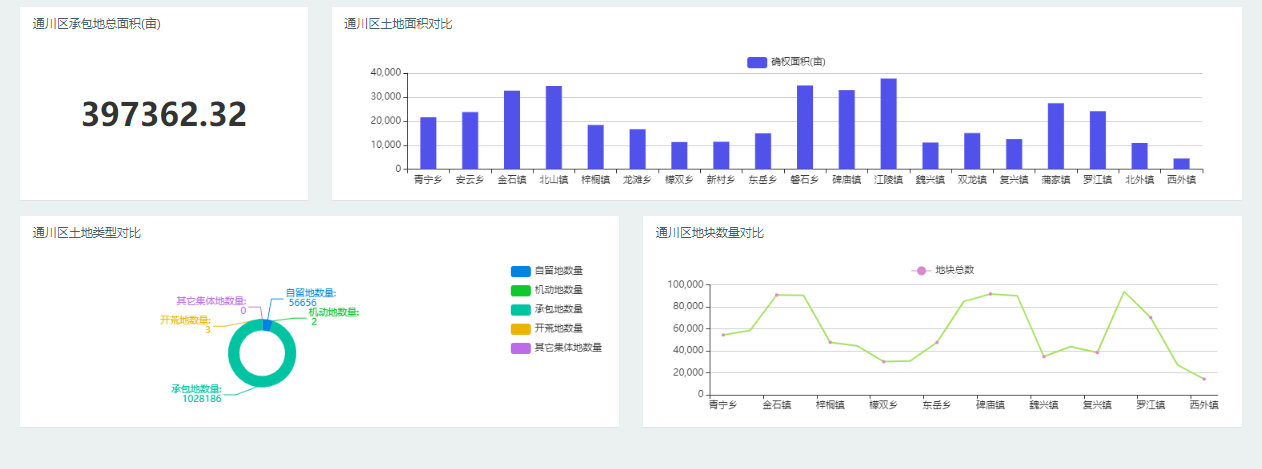 通川区承包地总面积(亩)
397362.32
通川区土地面积对比
确权面积(亩)
40,000
30,000
20,000
10,000
0
青宁乡 安云乡 金石镇 北山镇 梓桐镇 龙滩乡 檬双乡 新村乡 东岳乡 磐石乡 碑庙镇 江陵镇 魏兴镇 双龙镇 复兴镇 蒲家镇 罗江镇 北外镇 西外镇
通川区土地类型对比
自留地数量
机动地数量
承包地数量
开荒地数量
其它集体地数量
其它集体地数量:
0
自留地数量:
56656
机动地数量:
2
开荒地数量:
3
承包地数量:
1028186
通川区地块数量对比
地块总数
100,000
80,000
60,000
40,000
20,000
0
青宁乡 金石镇 梓桐镇 檬双乡 东岳乡 碑庙镇 魏兴镇 复兴镇 罗江镇 西外镇